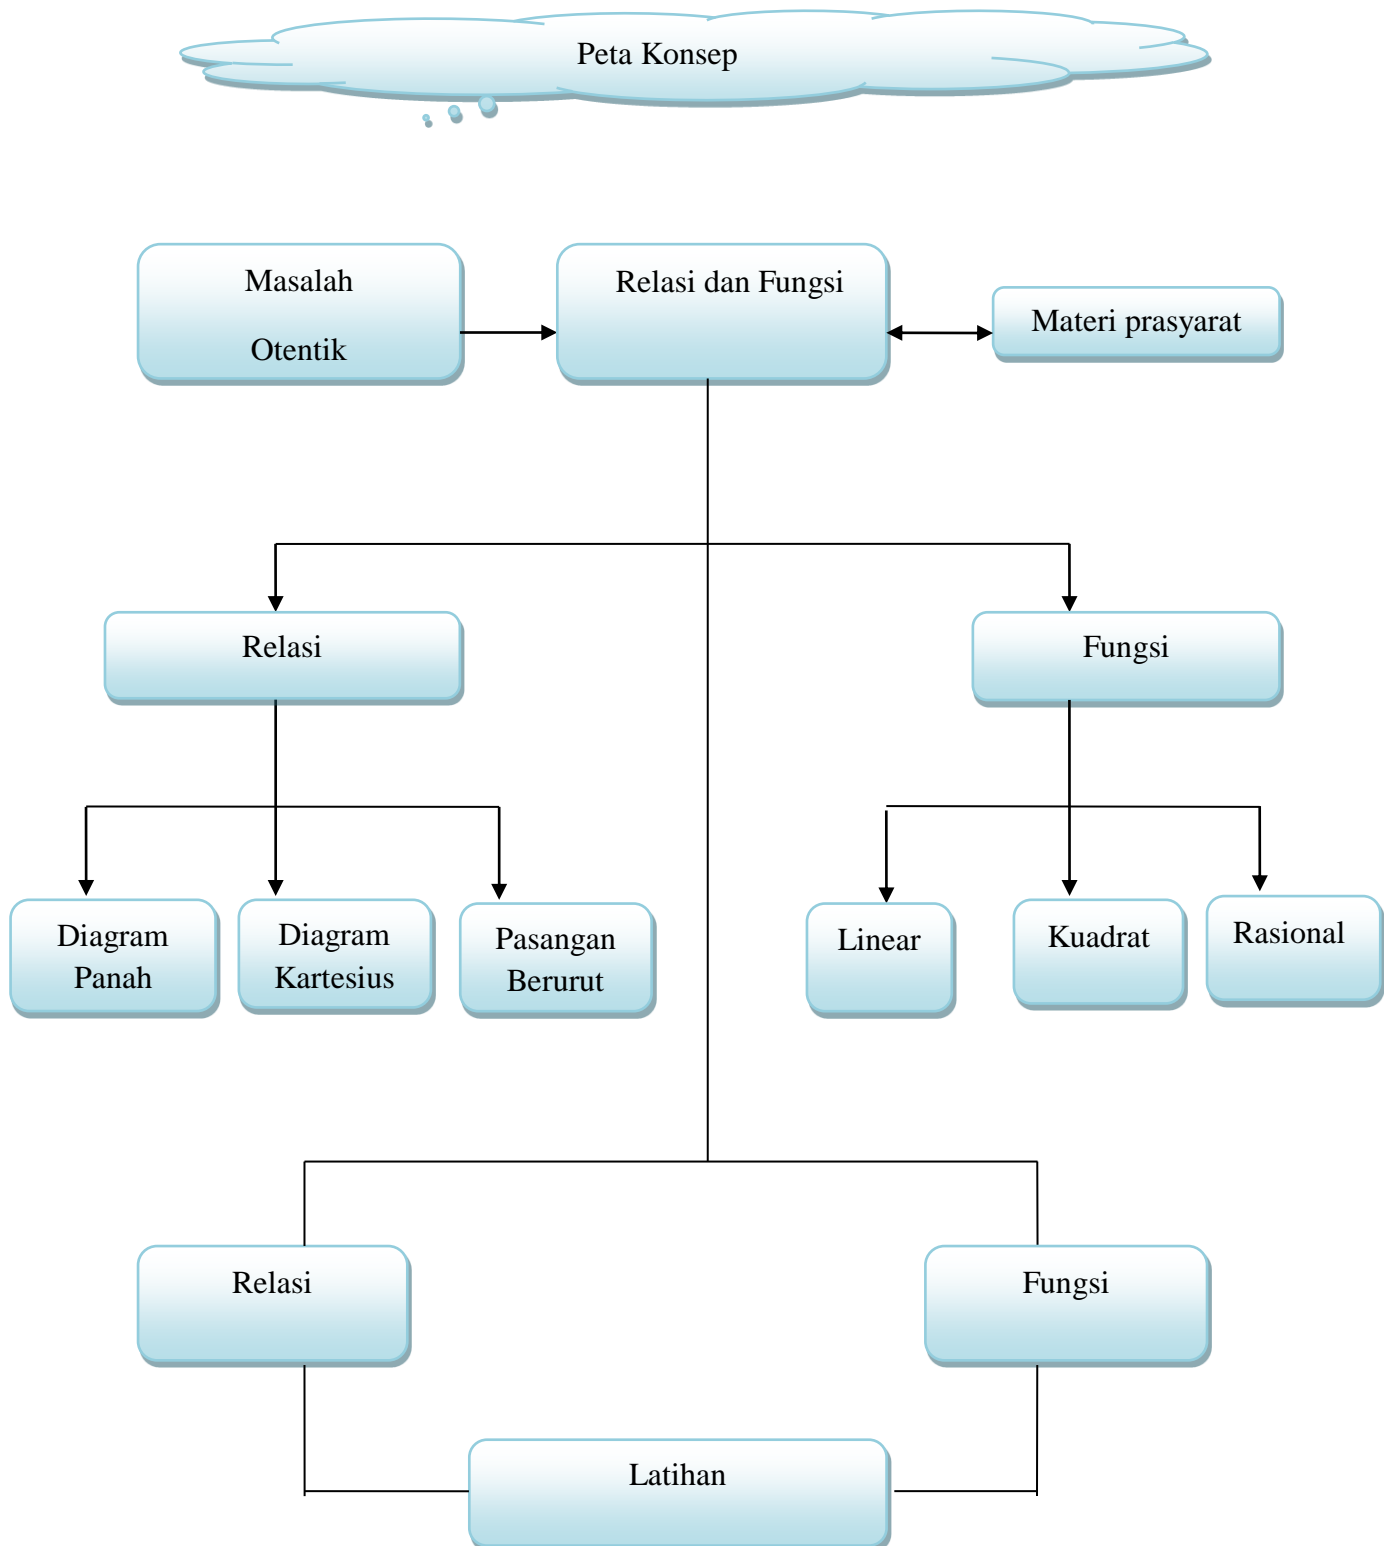 Peta Konsep
Masalah
Otentik
Relasi dan Fungsi
Materi prasyarat
Relasi
Fungsi
Diagram
Panah
Diagram
Kartesius
Pasangan
Berurut
Linear
Kuadrat
Rasional
Relasi
Fungsi
Latihan